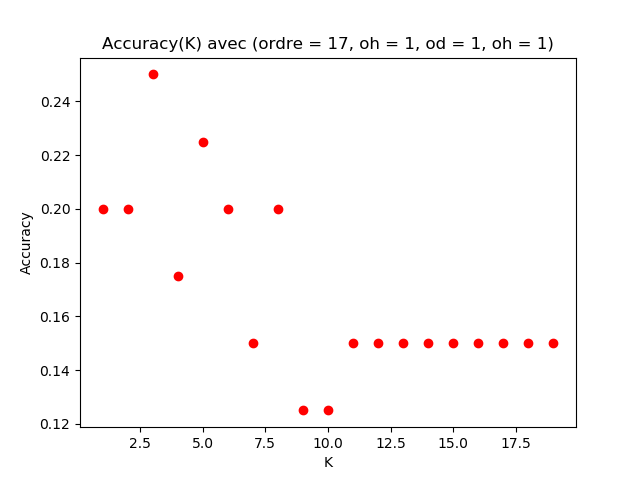 Accuracy(K) avec (ordre = 17, oh = 1, od = 1, oh = 1)
Accuracy
0.24
0.22
0.20
0.18
0.16
0.14
0.12
2.5 5.0 7.5 10.0 12.5 15.0 17.5
K